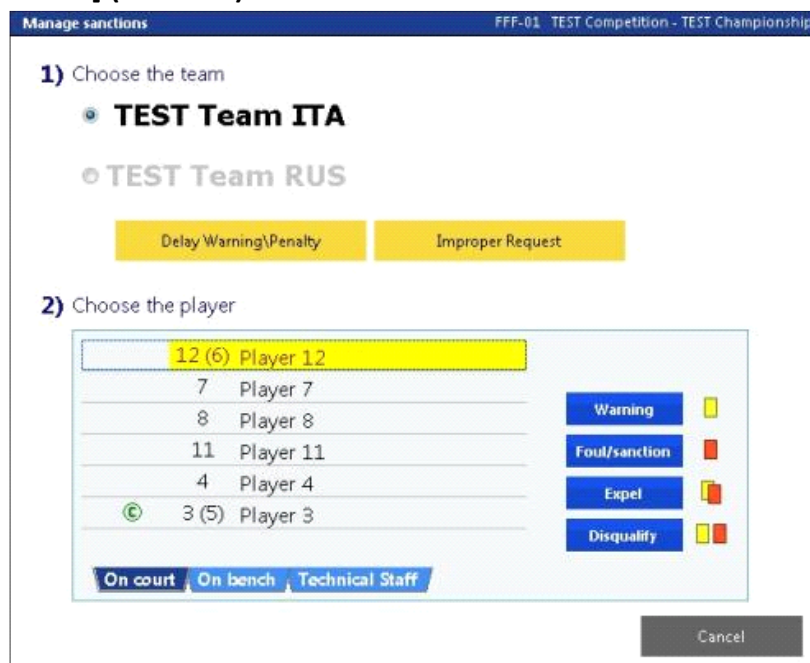 Manage sanctions FFF-01 TEST Competition - TEST Championship
1) Choose the team
TEST Team ITA
TEST Team RUS
Delay Warning\Penalty Improper Request
2) Choose the player
12 (6) Player 12
7 Player 7
8 Player 8
11 Player 11
4 Player 4
C 3 (5) Player 3
Warning
Foul/sanction
Expel
Disqualify
On court On bench Technical Staff
Cancel